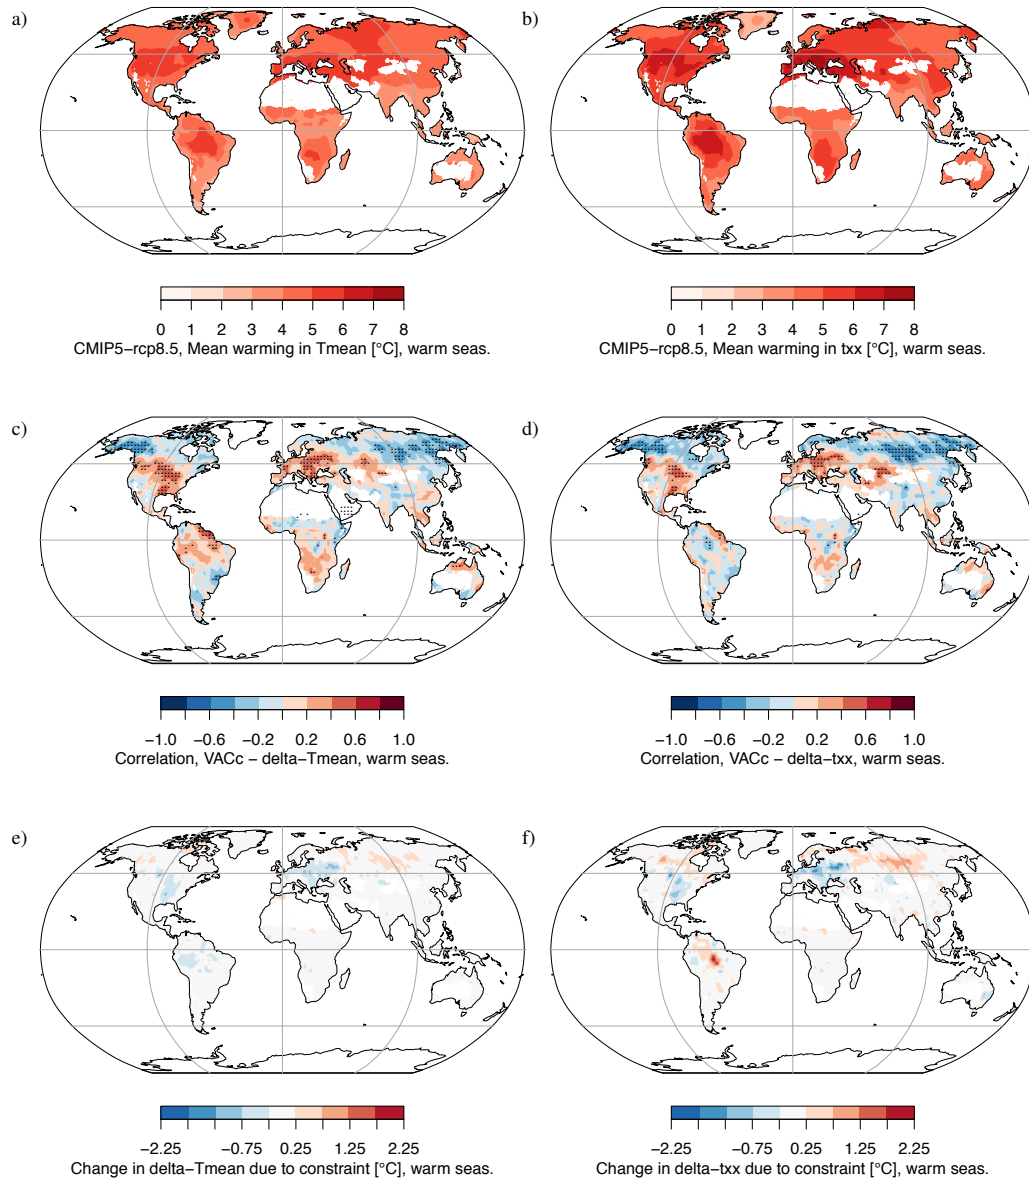 a)
b)
0 1 2 3 4 5 6 7 8
CMIP5−rcp8.5, Mean warming in Tmean [°C], warm seas.
0 1 2 3 4 5 6 7 8
CMIP5−rcp8.5, Mean warming in txx [°C], warm seas.
c)
d)
−1.0 −0.6 −0.2 0.2 0.6 1.0
Correlation, VACc − delta−Tmean, warm seas.
−1.0 −0.6 −0.2 0.2 0.6 1.0
Correlation, VACc − delta−txx, warm seas.
e)
f)
−2.25 −0.75 0.25 1.25 2.25
Change in delta−Tmean due to constraint [°C], warm seas.
−2.25 −0.75 0.25 1.25 2.25
Change in delta−txx due to constraint [°C], warm seas.